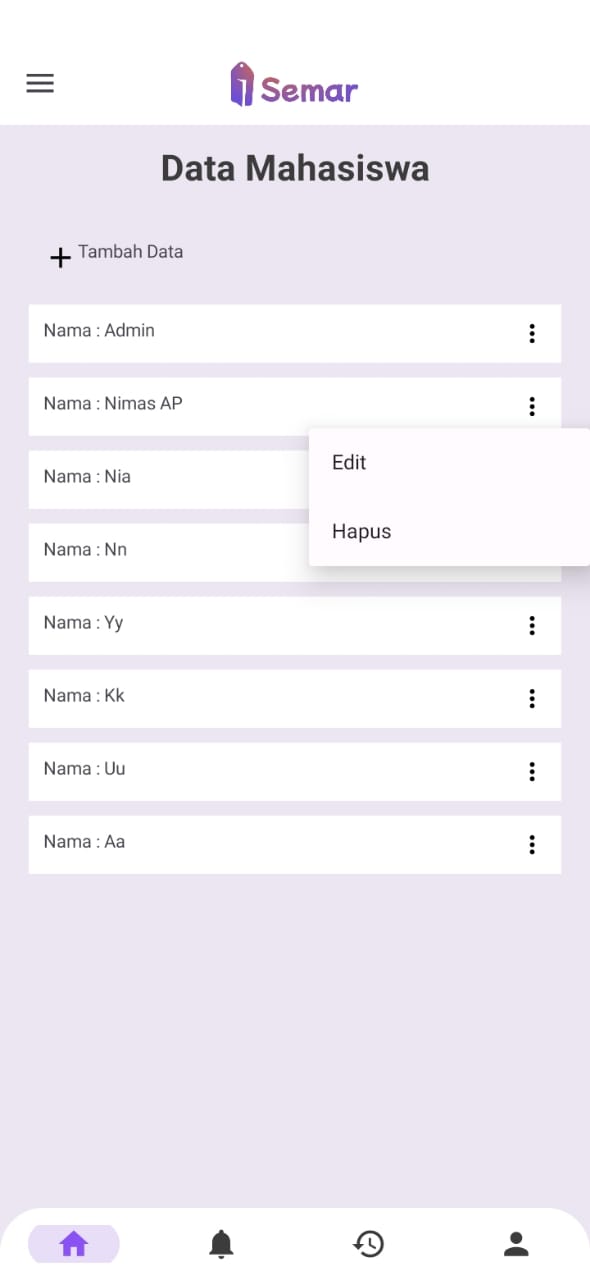 Semar
Data Mahasiswa
Tambah Data
Nama : Admin
Nama : Nimas AP
Edit
Nama : Nia
Hapus
Nama : Nn
Nama : Yy
Nama : Kk
Nama : Uu
Nama : Aa